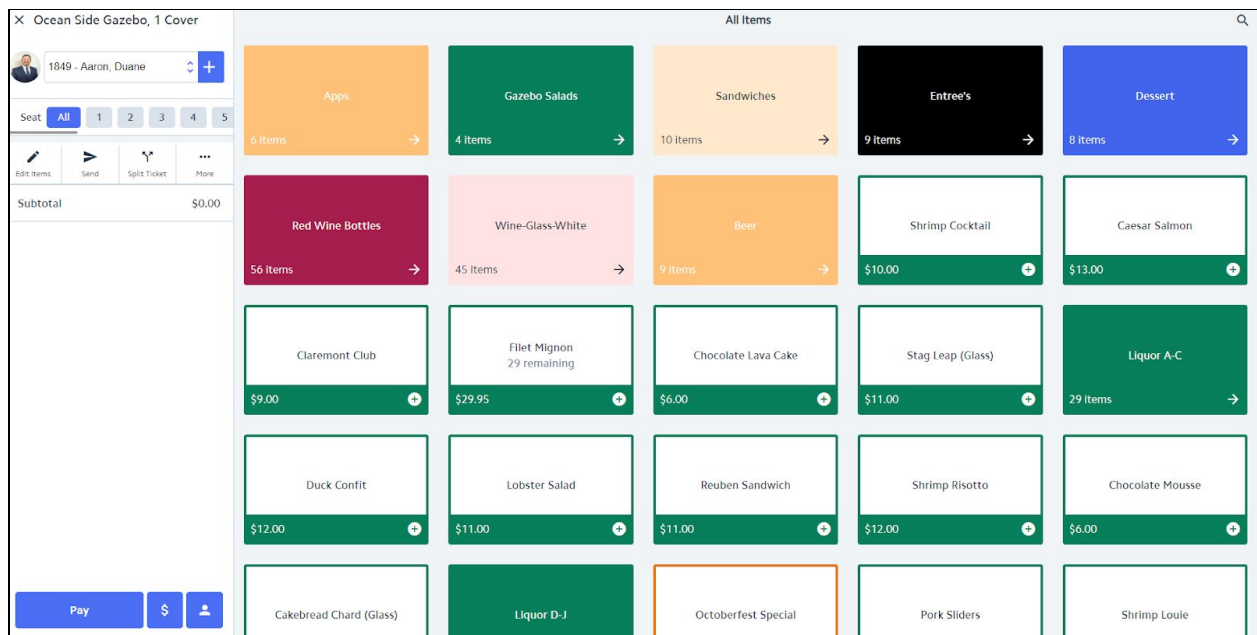 Ocean Side Gazebo, 1 Cover
All Items
1849 - Aaron, Duane
Seat All 1 2 3 4 5
Edit Items Send Split Ticket More
Subtotal $0.00
Pay $
Apps
6 items
Gazebo Salads
4 items
Sandwiches
10 items
Entree's
9 items
Dessert
8 items
Red Wine Bottles
56 items
Wine-Glass-White
45 items
Beer
9 items
Shrimp Cocktail
$10.00
Caesar Salmon
$13.00
Claremont Club
$9.00
Filet Mignon
29 remaining
$29.95
Chocolate Lava Cake
$6.00
Stag Leap (Glass)
$11.00
Liquor A-C
29 items
Duck Confit
$12.00
Lobster Salad
$11.00
Reuben Sandwich
$11.00
Shrimp Risotto
$12.00
Chocolate Mousse
$6.00
Cakebread Chard (Glass)
Liquor D-J
Octoberfest Special
Pork Sliders
Shrimp Louie